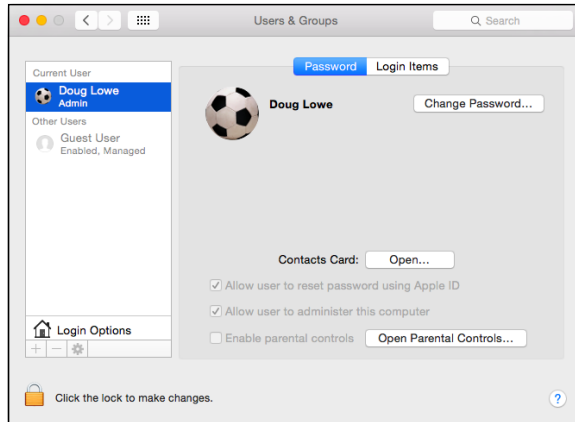 Users & Groups
Search
Password
Login Items
Current User
Doug Lowe
Admin
Other Users
Guest User
Enabled, Managed
Doug Lowe
Change Password...
Contacts Card:
Open...
Allow user to reset password using Apple ID
Allow user to administer this computer
Enable parental controls
Open Parental Controls...
Login Options
+ −
Click the lock to make changes.
?